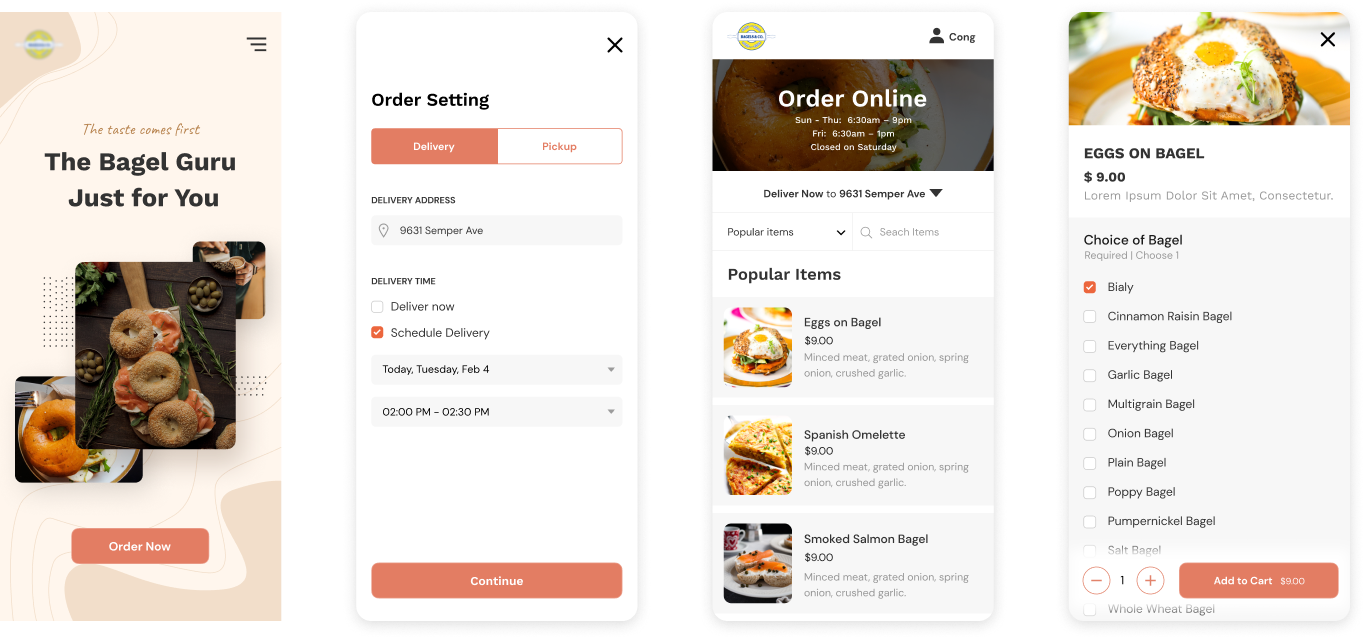 The taste comes first
The Bagel Guru
Just for You
Order Now
Order Setting
Delivery
Pickup
DELIVERY ADDRESS
9631 Semper Ave
DELIVERY TIME
Deliver now
Schedule Delivery
Today, Tuesday, Feb 4
02:00 PM - 02:30 PM
Continue
BAGELS & CO.
Cong
Order Online
Sun - Thu: 6:30am – 9pm
Fri: 6:30am – 1pm
Closed on Saturday
Deliver Now to 9631 Semper Ave
Popular items
Seach Items
Popular Items
Eggs on Bagel
$9.00
Minced meat, grated onion, spring
onion, crushed garlic.
Spanish Omelette
$9.00
Minced meat, grated onion, spring
onion, crushed garlic.
Smoked Salmon Bagel
$9.00
Minced meat, grated onion, spring
onion, crushed garlic.
EGGS ON BAGEL
$ 9.00
Lorem Ipsum Dolor Sit Amet, Consectetur.
Choice of Bagel
Required | Choose 1
Bialy
Cinnamon Raisin Bagel
Everything Bagel
Garlic Bagel
Multigrain Bagel
Onion Bagel
Plain Bagel
Poppy Bagel
Pumpernickel Bagel
Salt Bagel
1
Add to Cart $9.00
Whole Wheat Bagel